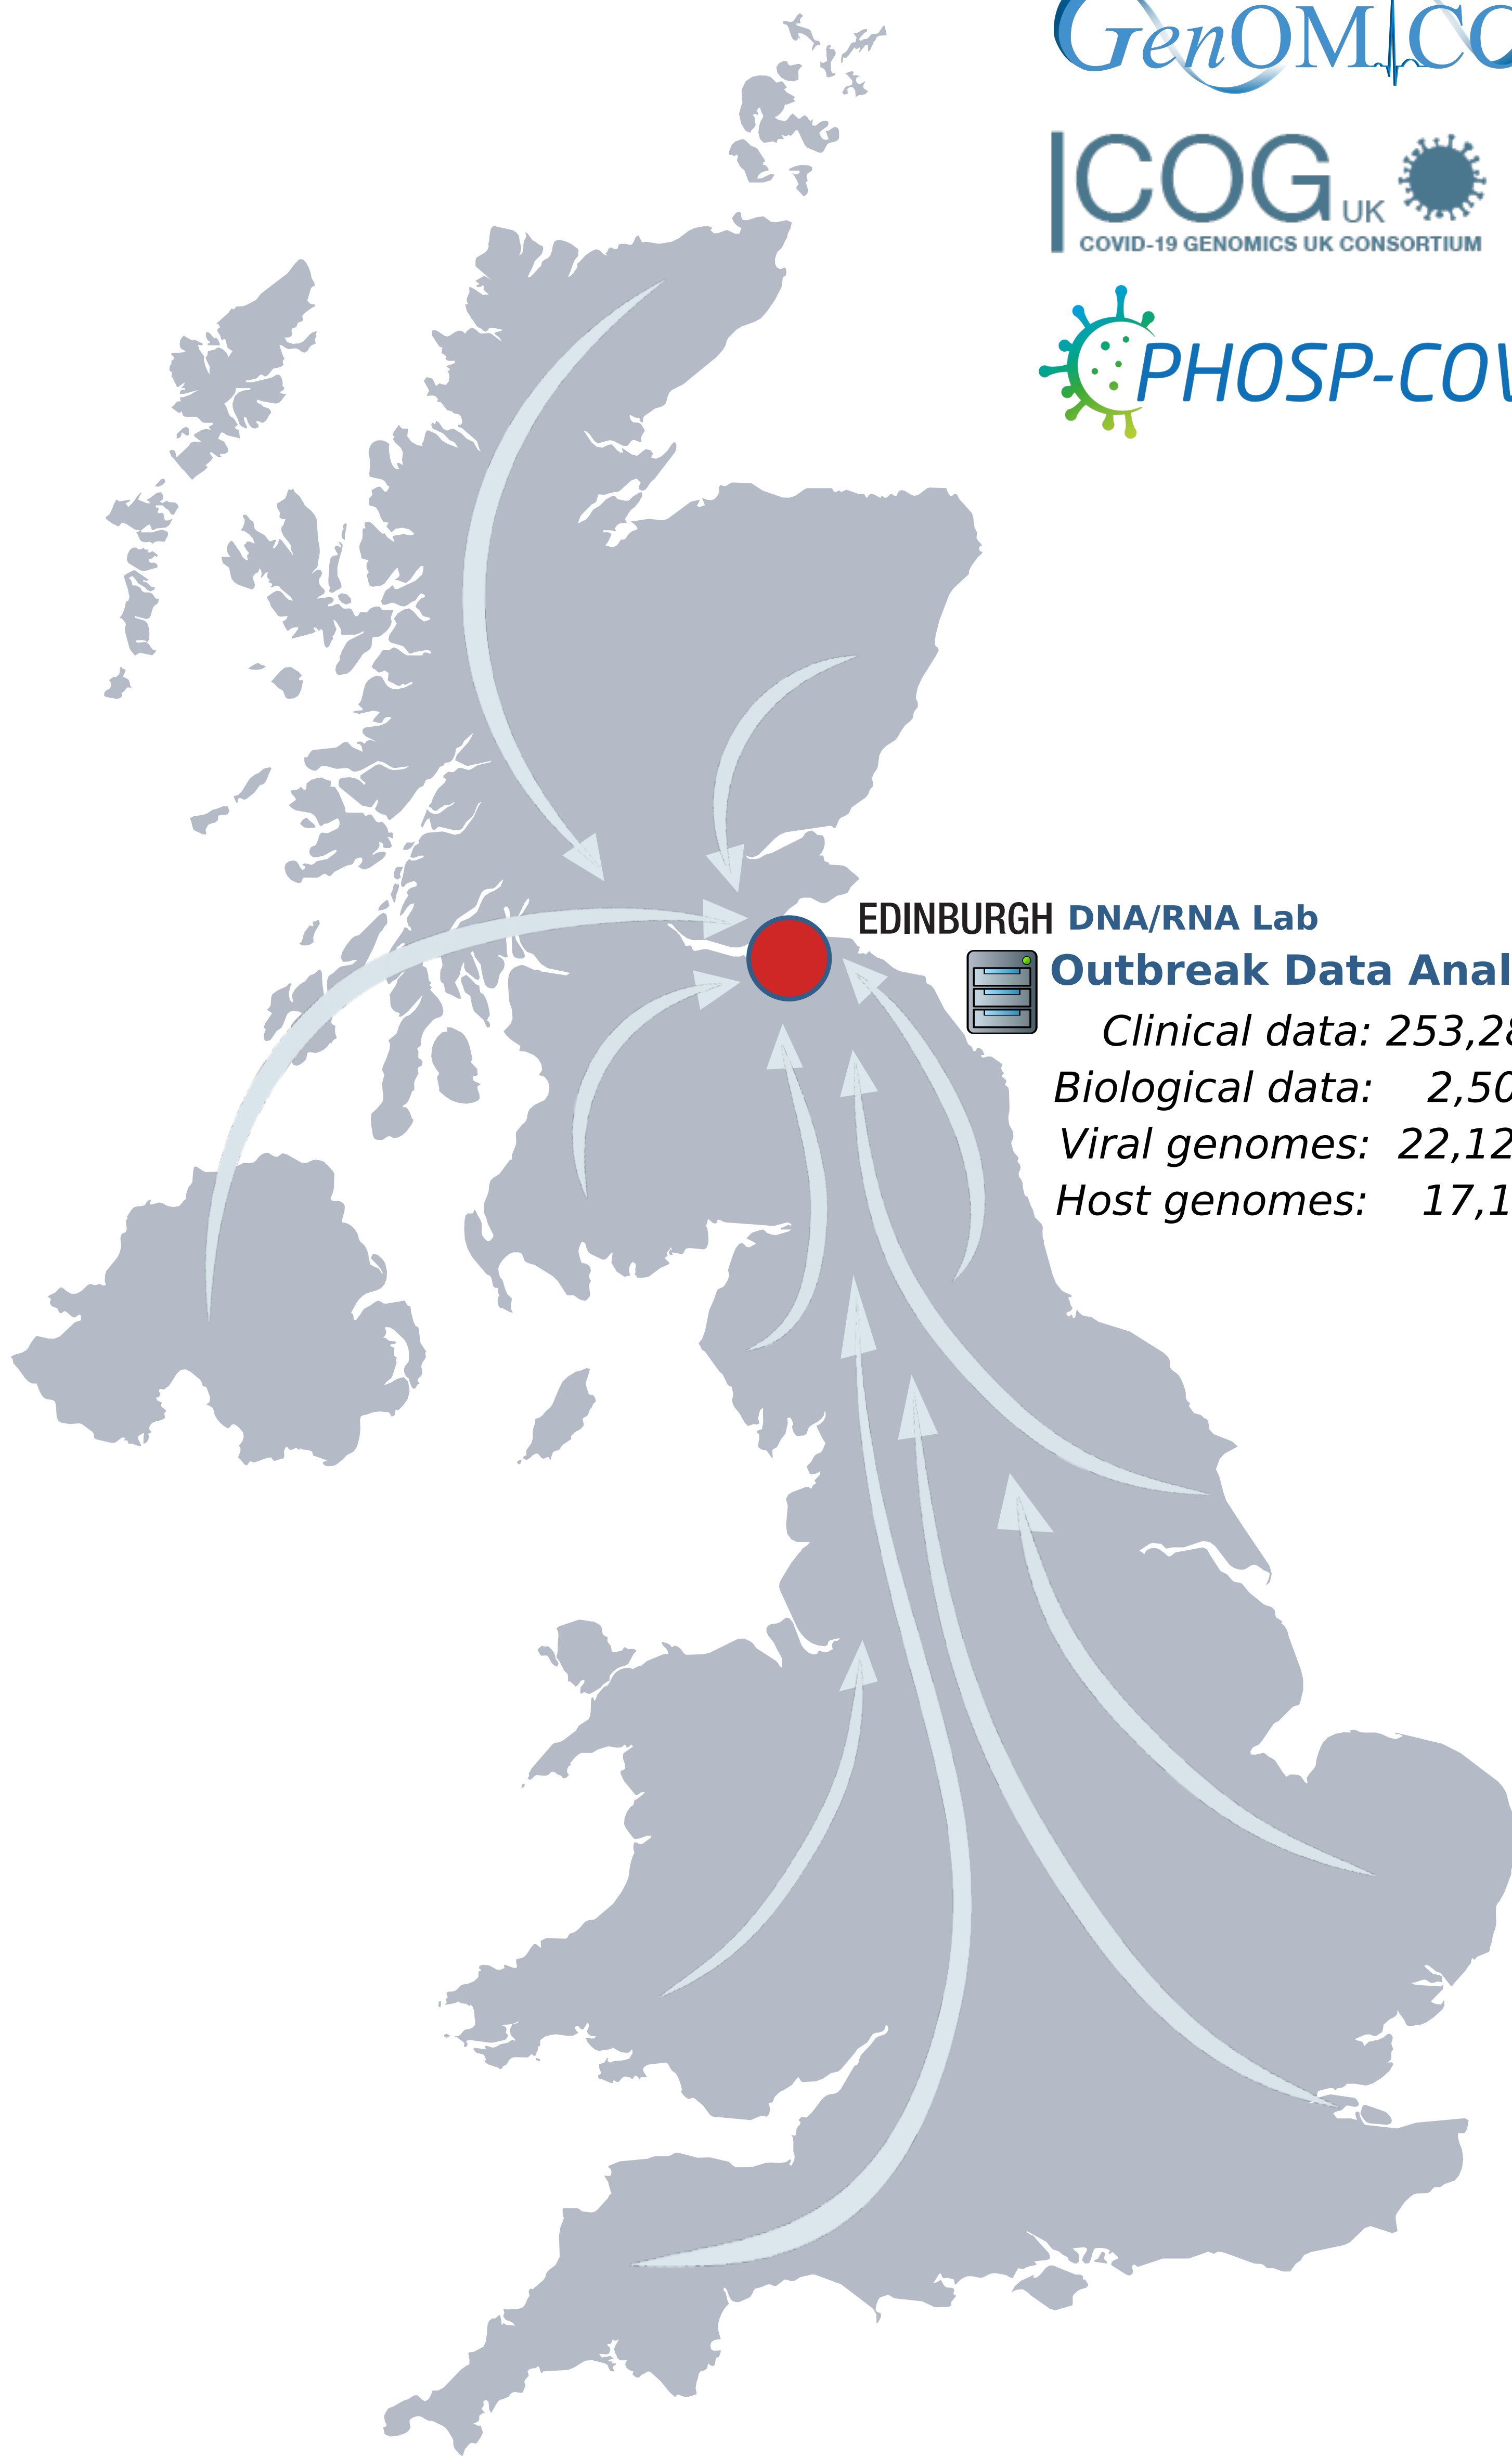 GenOMICC
COG UK
COVID-19 GENOMICS UK CONSORTIUM
PHOSP-COV
EDINBURGH DNA/RNA Lab
Outbreak Data Anal
Clinical data: 253,28
Biological data: 2,50
Viral genomes: 22,12
Host genomes: 17,1